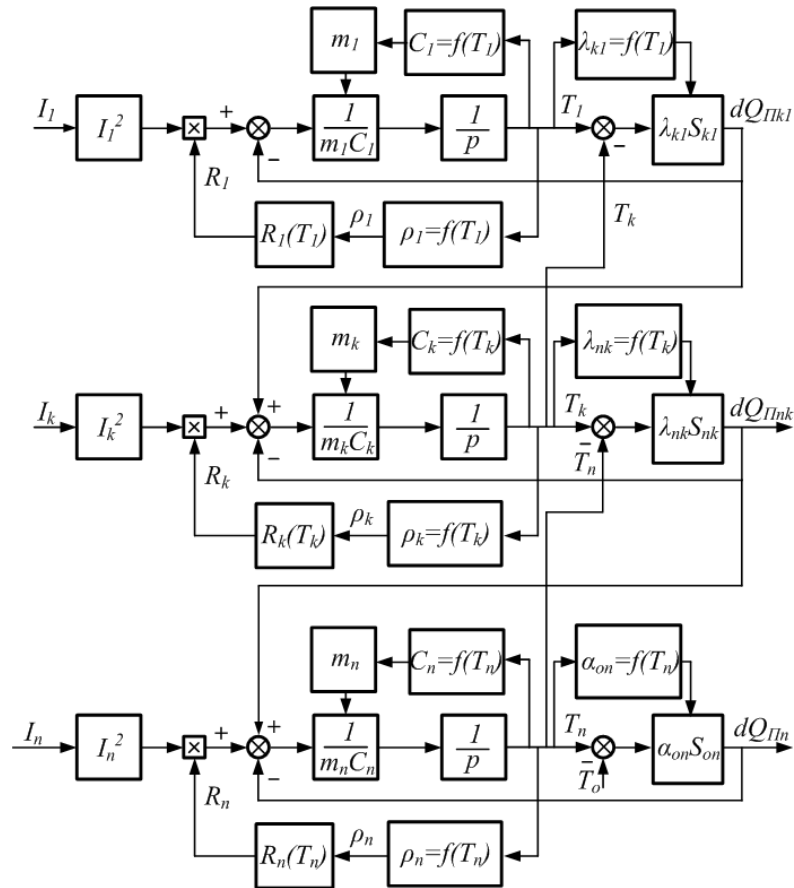 m₁ C₁=f(T₁) λₖ₁=f(T₁)
I₁ I₁² × + − 1/m₁C₁ 1/p T₁ − λₖ₁Sₖ₁ dQ_Пk1
R₁ Tₖ
R₁(T₁) ρ₁ ρ₁=f(T₁)
mₖ Cₖ=f(Tₖ) λₙₖ=f(Tₖ)
Iₖ Iₖ² × + + − 1/mₖCₖ 1/p Tₖ − Tₙ λₙₖSₙₖ dQ_Пnk
Rₖ
Rₖ(Tₖ) ρₖ ρₖ=f(Tₖ)
mₙ Cₙ=f(Tₙ) αₒₙ=f(Tₙ)
Iₙ Iₙ² × + + − 1/mₙCₙ 1/p Tₙ − Tₒ αₒₙSₒₙ dQ_Пn
Rₙ
Rₙ(Tₙ) ρₙ ρₙ=f(Tₙ)